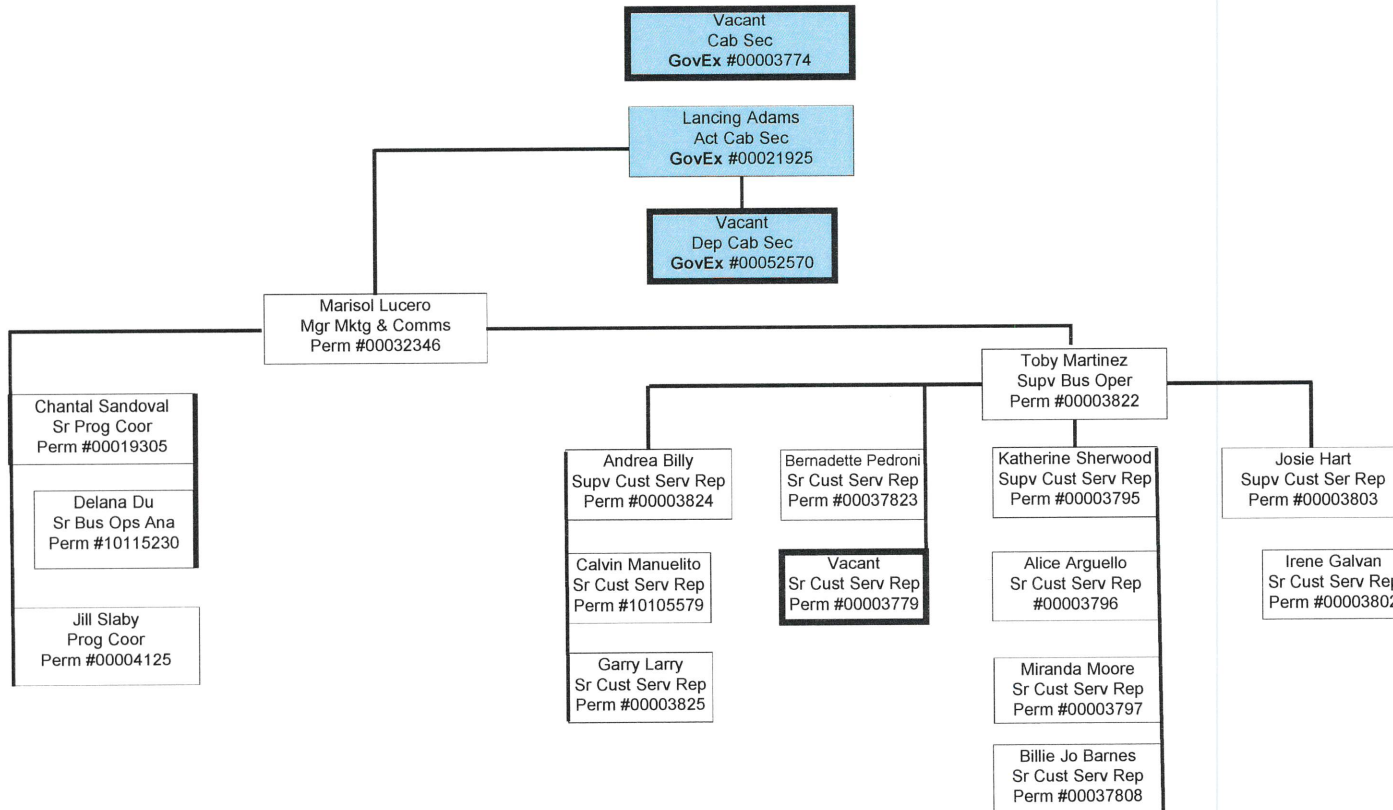 Vacant
Cab Sec
GovEx #00003774
Lancing Adams
Act Cab Sec
GovEx #00021925
Vacant
Dep Cab Sec
GovEx #00052570
Marisol Lucero
Mgr Mktg & Comms
Perm #00032346
Toby Martinez
Supv Bus Oper
Perm #00003822
Chantal Sandoval
Sr Prog Coor
Perm #00019305
Delana Du
Sr Bus Ops Ana
Perm #10115230
Jill Slaby
Prog Coor
Perm #00004125
Andrea Billy
Supv Cust Serv Rep
Perm #00003824
Calvin Manuelito
Sr Cust Serv Rep
Perm #10105579
Garry Larry
Sr Cust Serv Rep
Perm #00003825
Bernadette Pedroni
Sr Cust Serv Rep
Perm #00037823
Vacant
Sr Cust Serv Rep
Perm #00003779
Katherine Sherwood
Supv Cust Serv Rep
Perm #00003795
Alice Arguello
Sr Cust Serv Rep
#00003796
Miranda Moore
Sr Cust Serv Rep
Perm #00003797
Billie Jo Barnes
Sr Cust Serv Rep
Perm #00037808
Josie Hart
Supv Cust Ser Rep
Perm #00003803
Irene Galvan
Sr Cust Serv Rep
Perm #00003802